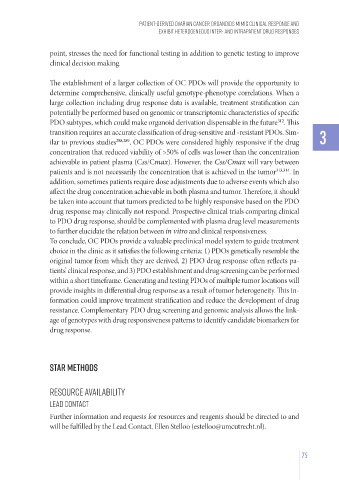 PATIENT-DERIVED OVARIAN CANCER ORGANOIDS MIMIC CLINICAL RESPONSE AND
EXHIBIT HETEROGENEOUS INTER- AND INTRAPATIENT DRUG RESPONSES
point, stresses the need for functional testing in addition to genetic testing to improve
clinical decision making.
The establishment of a larger collection of OC PDOs will provide the opportunity to
determine comprehensive, clinically useful genotype-phenotype correlations. When a
large collection including drug response data is available, treatment stratification can
potentially be performed based on genomic or transcriptomic characteristics of specific
PDO subtypes, which could make organoid derivation dispensable in the future. This
transition requires an accurate classification of drug-sensitive and -resistant PDOs. Sim-
ilar to previous studies, OC PDOs were considered highly responsive if the drug
3
concentration that reduced viability of >50% of cells was lower than the concentration
achievable in patient plasma (Css/Cmax). However, the Css/Cmax will vary between
patients and is not necessarily the concentration that is achieved in the tumor. In
addition, sometimes patients require dose adjustments due to adverse events which also
affect the drug concentration achievable in both plasma and tumor. Therefore, it should
be taken into account that tumors predicted to be highly responsive based on the PDO
drug response may clinically not respond. Prospective clinical trials comparing clinical
to PDO drug response, should be complemented with plasma drug level measurements
to further elucidate the relation between in vitro and clinical responsiveness.
To conclude, OC PDOs provide a valuable preclinical model system to guide treatment
choice in the clinic as it satisfies the following criteria: 1) PDOs genetically resemble the
original tumor from which they are derived, 2) PDO drug response often reflects pa-
tients' clinical response, and 3) PDO establishment and drug screening can be performed
within a short timeframe. Generating and testing PDOs of multiple tumor locations will
provide insights in differential drug response as a result of tumor heterogeneity. This in-
formation could improve treatment stratification and reduce the development of drug
resistance. Complementary PDO drug screening and genomic analysis allows the link-
age of genotypes with drug responsiveness patterns to identify candidate biomarkers for
drug response.
STAR METHODS
RESOURCE AVAILABILITY
LEAD CONTACT
Further information and requests for resources and reagents should be directed to and
will be fulfilled by the Lead Contact, Ellen Stelloo (estelloo@umcutrecht.nl).
75